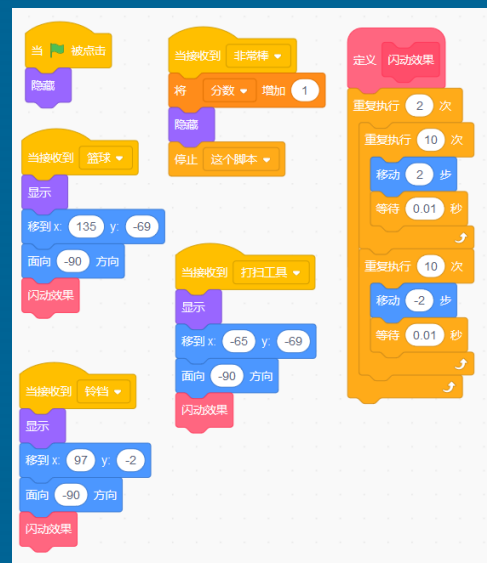 当 被点击
隐藏
当接收到 篮球
显示
移到 x: 135 y: -69
面向 -90 方向
闪动效果
当接收到 铃铛
显示
移到 x: 97 y: -2
面向 -90 方向
闪动效果
当接收到 非常棒
将 分数 增加 1
隐藏
停止 这个脚本
当接收到 打扫工具
显示
移到 x: -65 y: -69
面向 -90 方向
闪动效果
定义 闪动效果
重复执行 2 次
重复执行 10 次
移动 2 步
等待 0.01 秒
重复执行 10 次
移动 -2 步
等待 0.01 秒